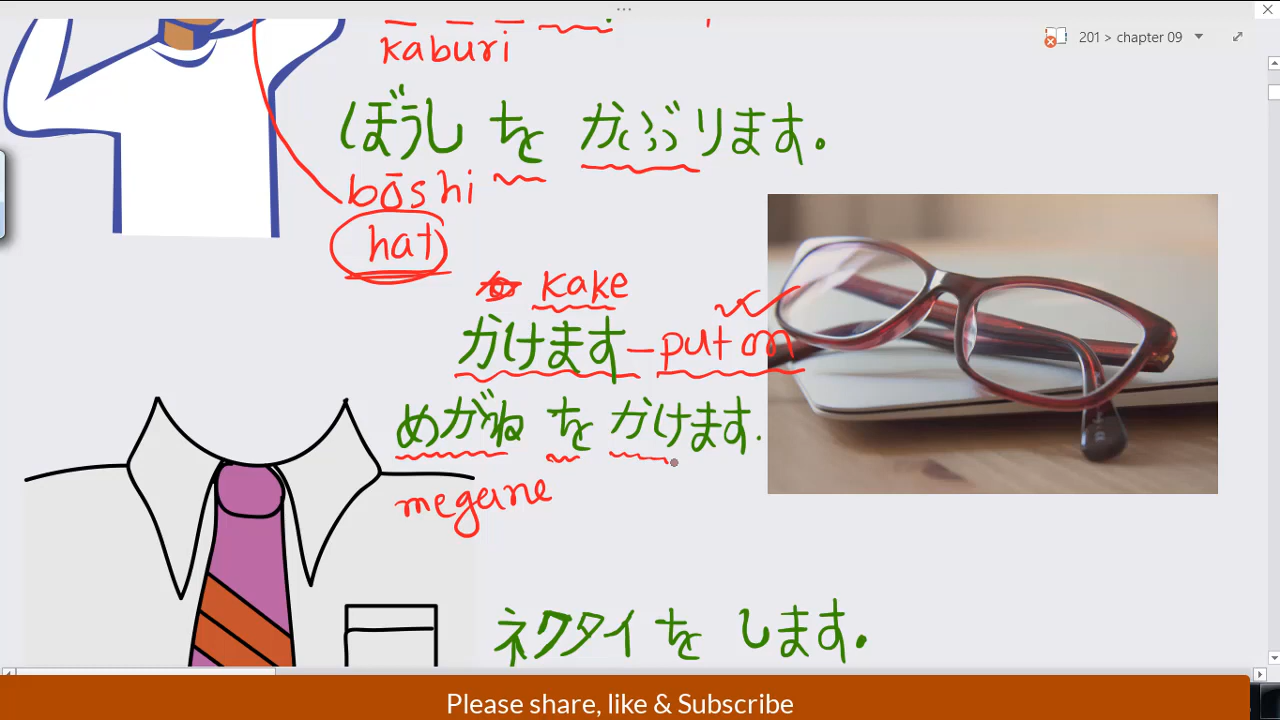 201 > chapter 09
kaburi
ぼうし を かぶります.
bōshi
hat
kake
かけます - put on
めがね を かけます.
megane
ネクタイ を します.
Please share, like & Subscribe